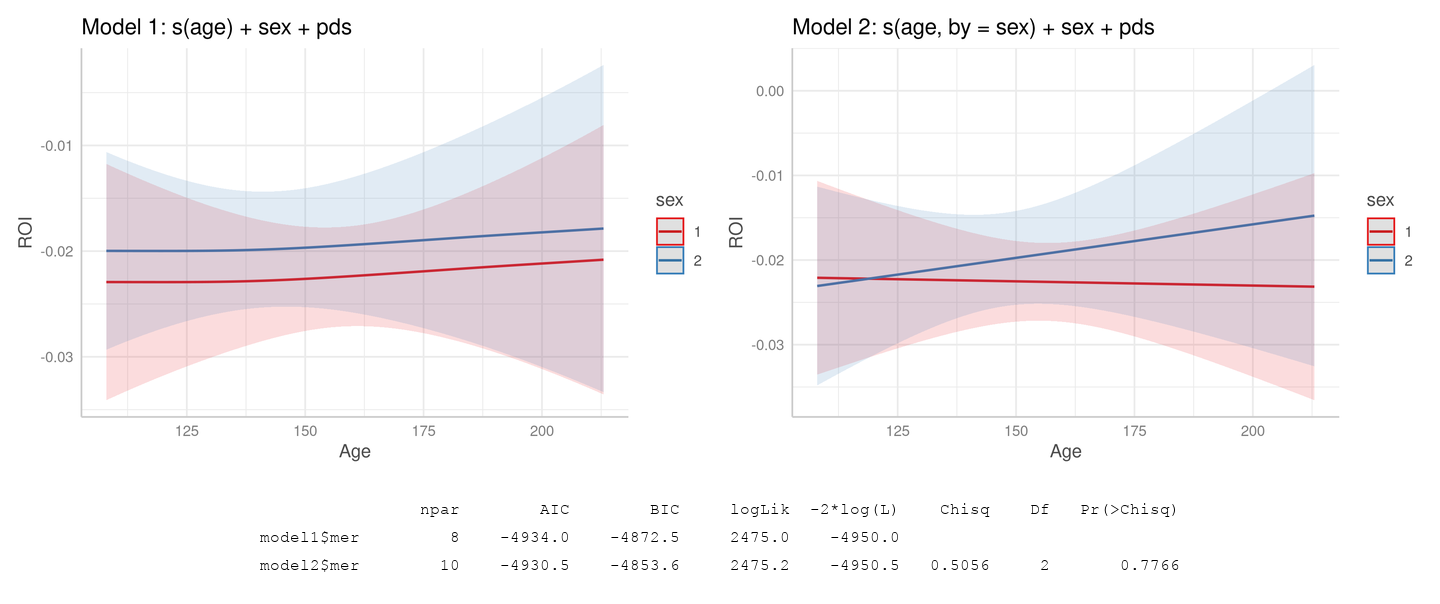 Model 1: s(age) + sex + pds
-0.01
-0.02
-0.03
ROI
125 150 175 200
Age
sex
1
2
Model 2: s(age, by = sex) + sex + pds
0.00
-0.01
-0.02
-0.03
ROI
125 150 175 200
Age
sex
1
2
npar AIC BIC logLik -2*log(L) Chisq Df Pr(>Chisq)
model1$mer 8 -4934.0 -4872.5 2475.0 -4950.0
model2$mer 10 -4930.5 -4853.6 2475.2 -4950.5 0.5056 2 0.7766